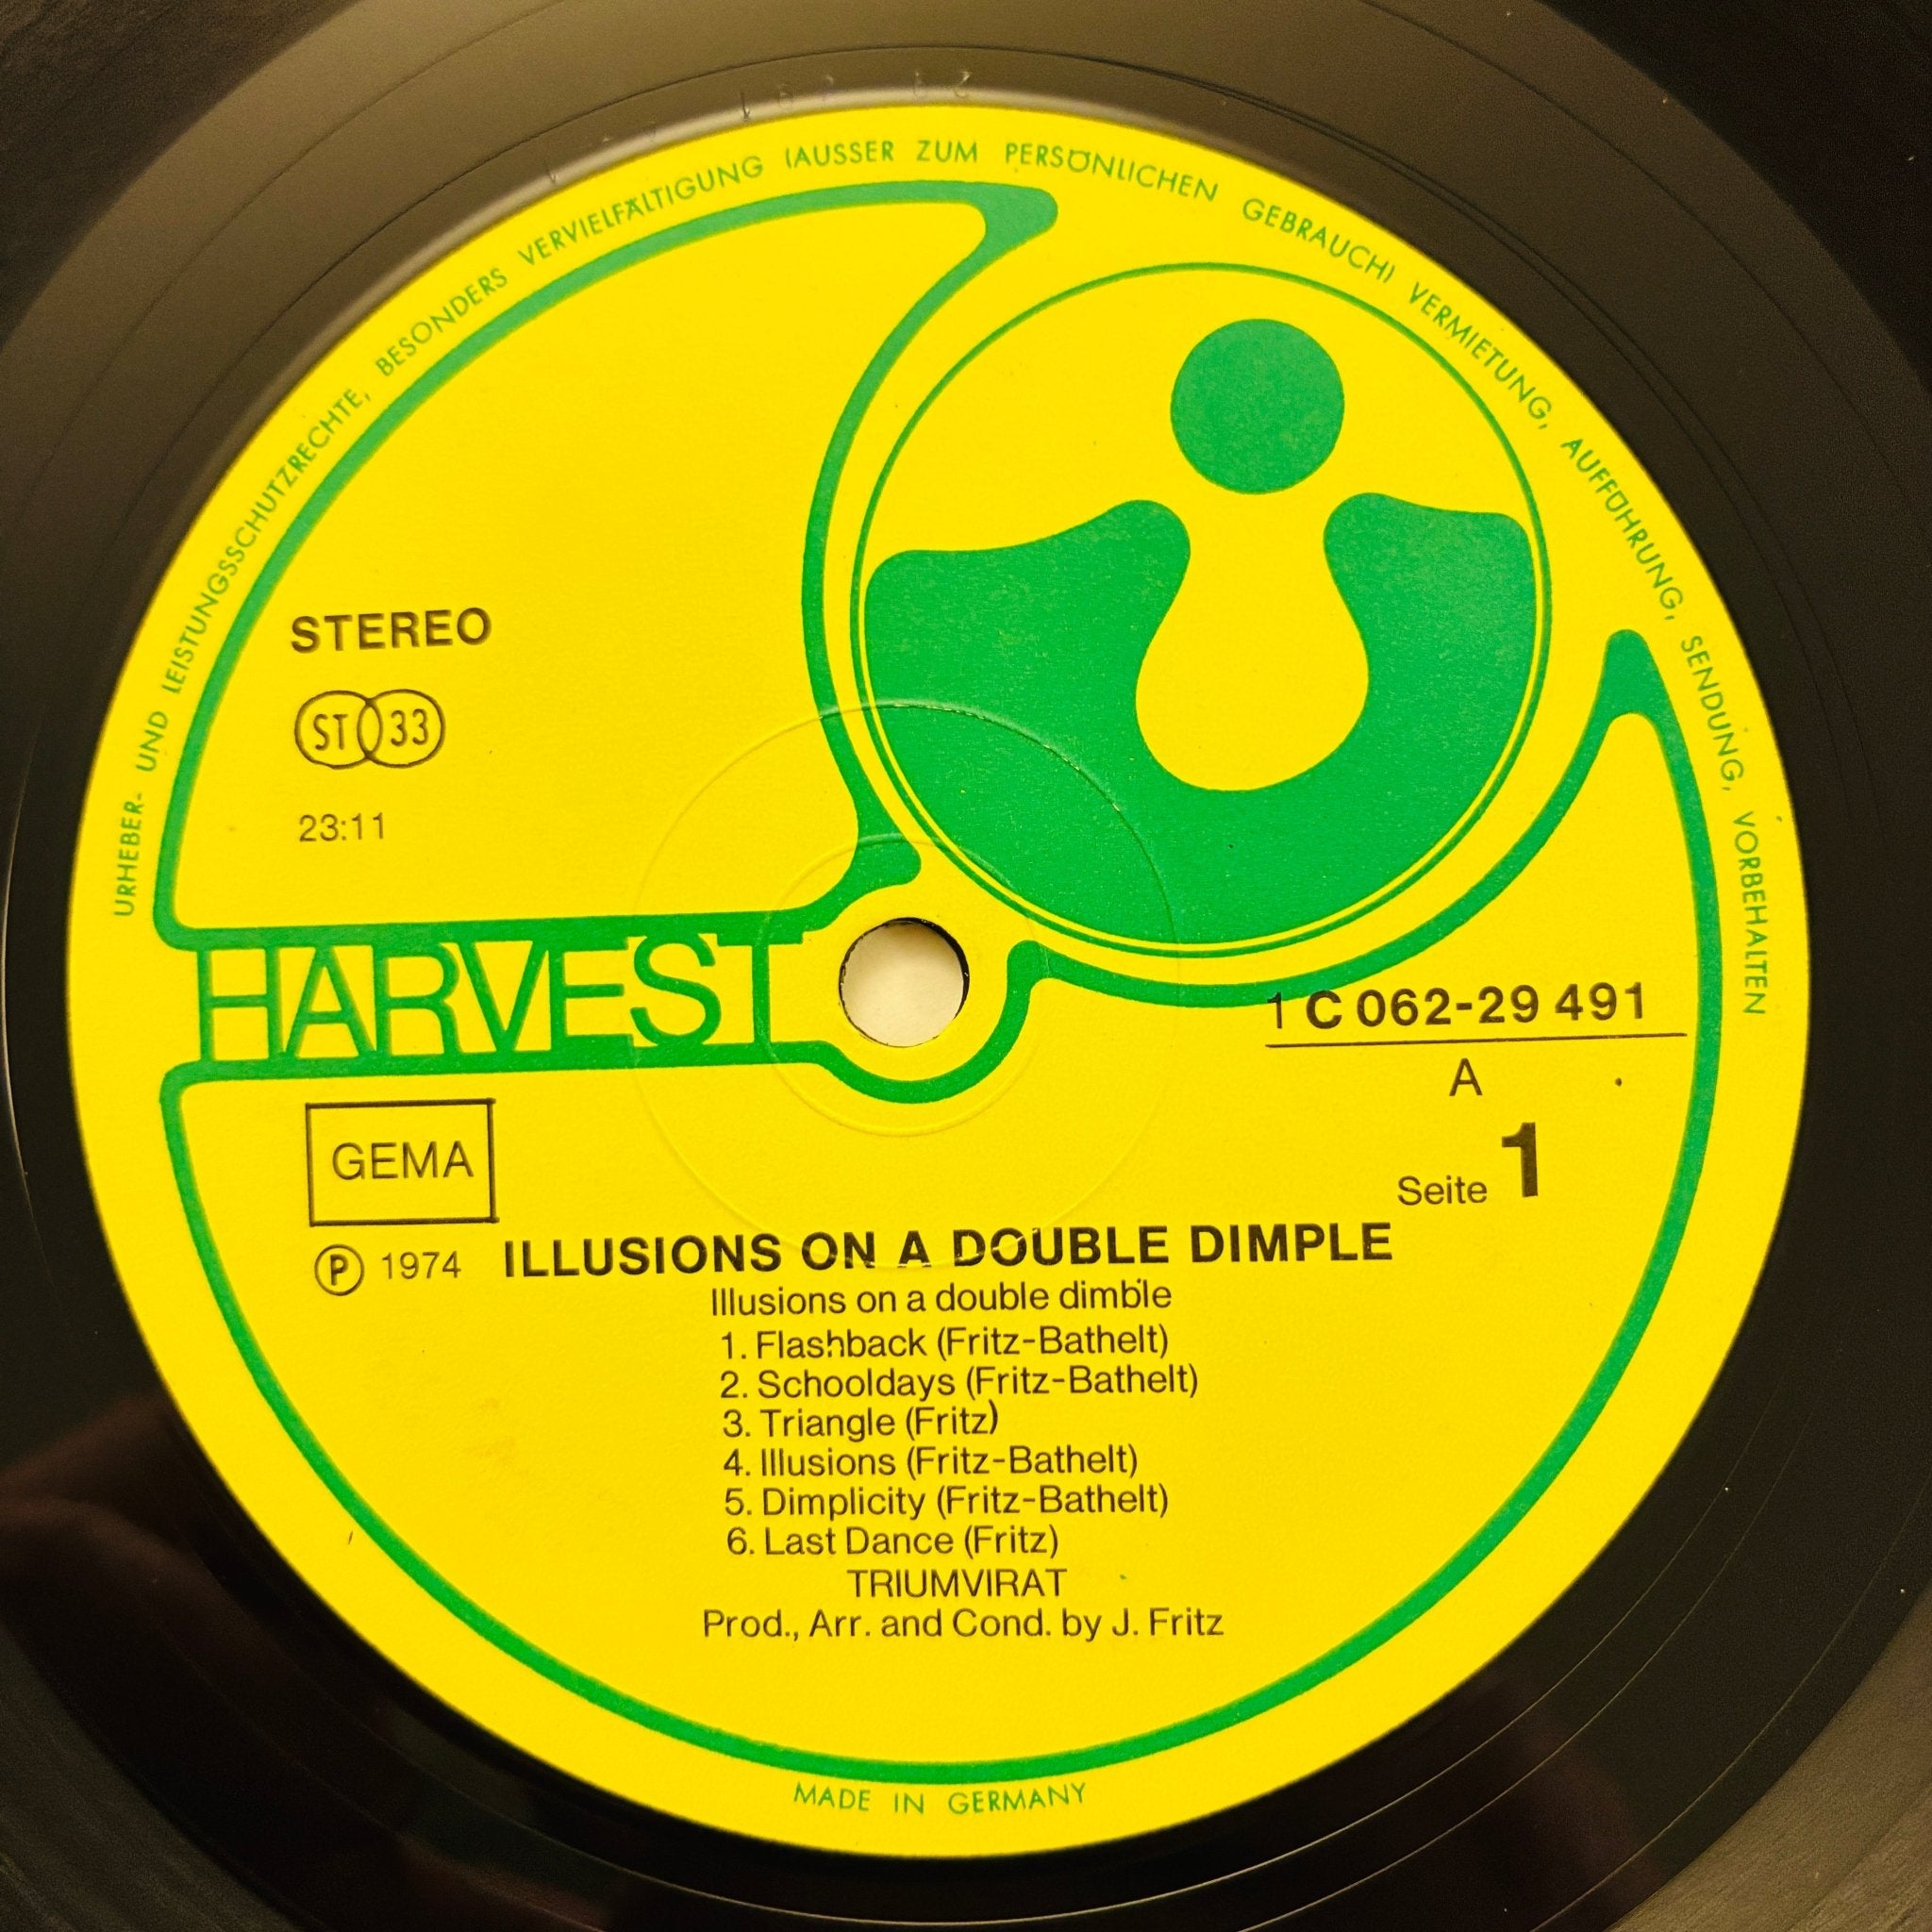 URHEBER- UND LEISTUNGSSCHUTZRECHTE, BESONDERS VERVIELFÄLTIGUNG (AUSSER ZUM PERSÖNLICHEN GEBRAUCH) VERMIETUNG, AUFFÜHRUNG, SENDUNG, VORBEHALTEN
STEREO
ST 33
23:11
HARVEST
1 C 062-29 491
A
Seite 1
GEMA
℗ 1974
ILLUSIONS ON A DOUBLE DIMPLE
Illusions on a double dimble
1. Flashback (Fritz-Bathelt)
2. Schooldays (Fritz-Bathelt)
3. Triangle (Fritz)
4. Illusions (Fritz-Bathelt)
5. Dimplicity (Fritz-Bathelt)
6. Last Dance (Fritz)
TRIUMVIRAT
Prod., Arr. and Cond. by J. Fritz
MADE IN GERMANY